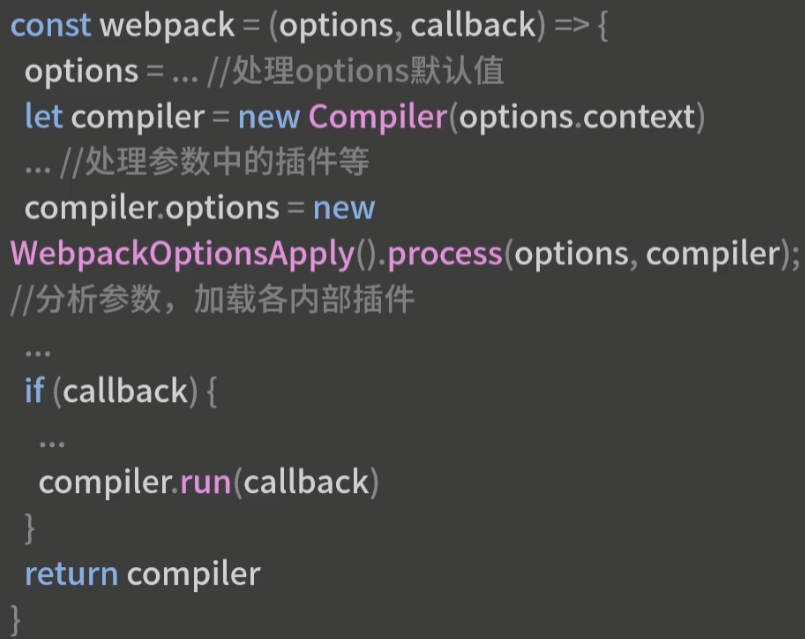 const webpack = (options, callback) => {
options = ... //处理options默认值
let compiler = new Compiler(options.context)
... //处理参数中的插件等
compiler.options = new
WebpackOptionsApply().process(options, compiler);
//分析参数，加载各内部插件
...
if (callback) {
...
compiler.run(callback)
}
return compiler
}